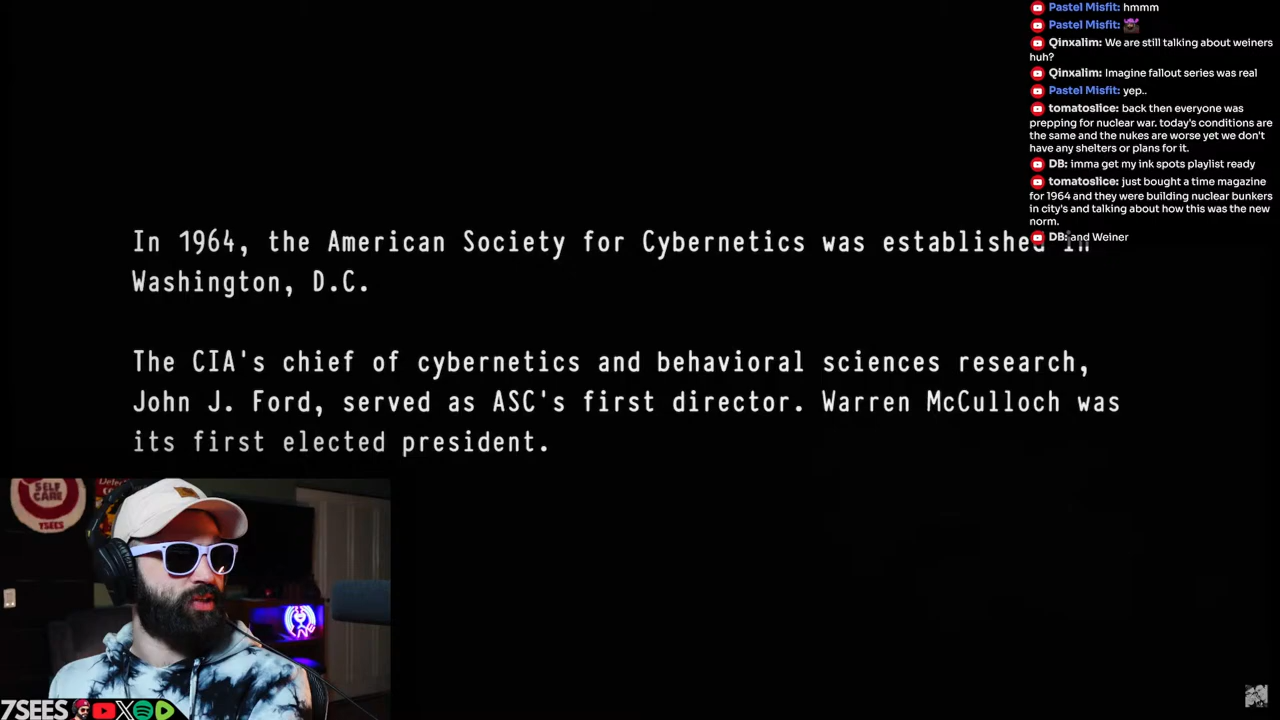 Pastel Misfit: hmmm
Pastel Misfit:
Qinxalim: We are still talking about weiners
huh?
Qinxalim: Imagine fallout series was real
Pastel Misfit: yep..
tomatoslice: back then everyone was
prepping for nuclear war. today's conditions are
the same and the nukes are worse yet we don't
have any shelters or plans for it.
DB: imma get my ink spots playlist ready
tomatoslice: just bought a time magazine
for 1964 and they were building nuclear bunkers
in city's and talking about how this was the new
norm.
DB: and Weiner
In 1964, the American Society for Cybernetics was established in
Washington, D.C.
The CIA's chief of cybernetics and behavioral sciences research,
John J. Ford, served as ASC's first director. Warren McCulloch was
its first elected president.
SELF
CARE
7SEES
7SEES